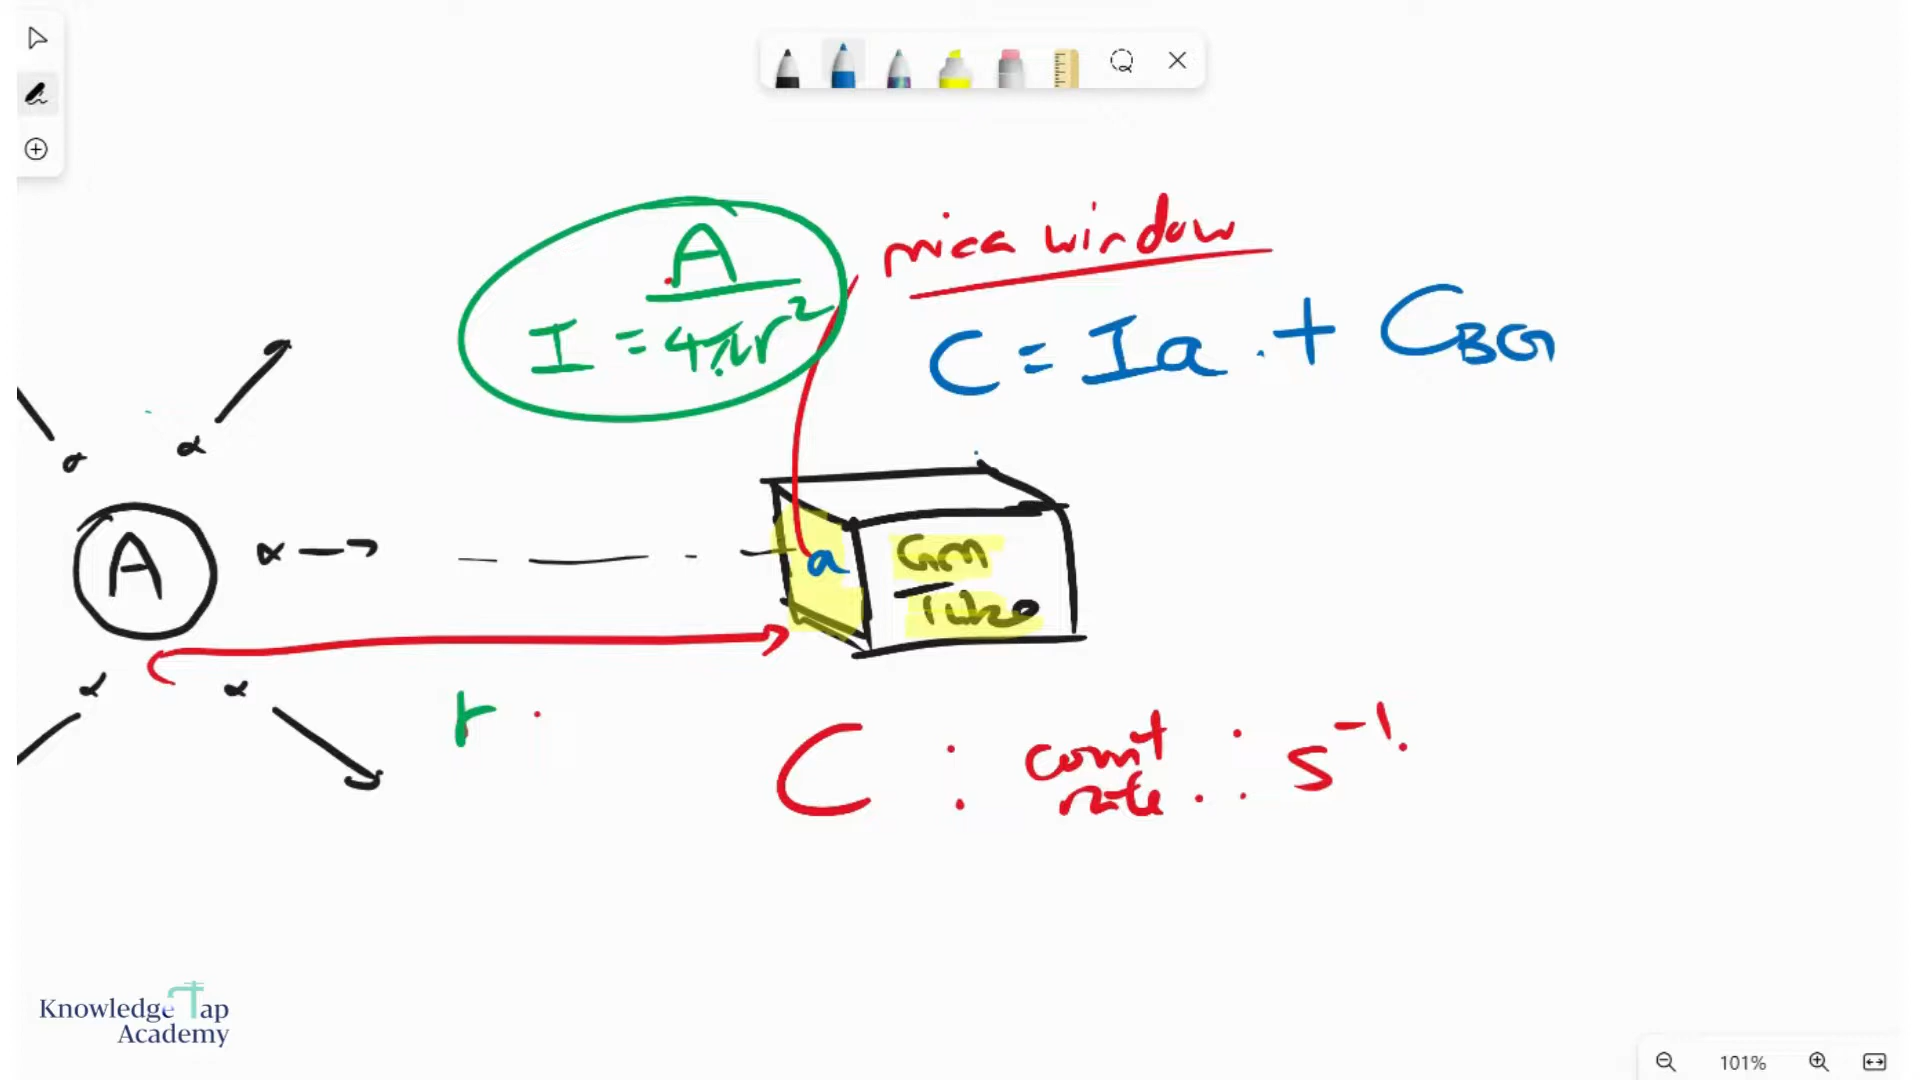 mica window
A
I = 4πr²
C = Ia + CBG
α
α
A
α
a
GM
Tube
α
α
r
C : count rate : s⁻¹
Knowledge Tap
Academy
101%